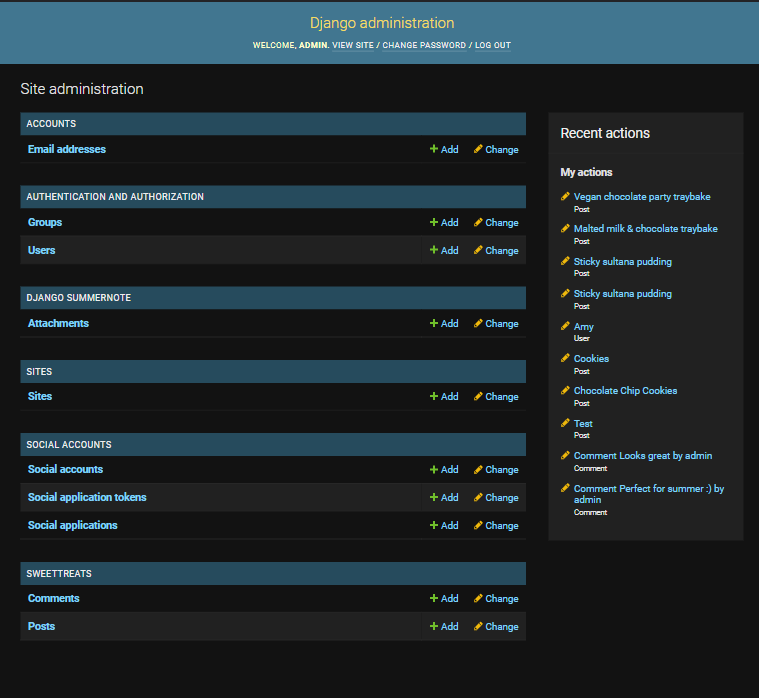 Django administration
WELCOME, ADMIN. VIEW SITE / CHANGE PASSWORD / LOG OUT
Site administration
ACCOUNTS
Email addresses Add Change
AUTHENTICATION AND AUTHORIZATION
Groups Add Change
Users Add Change
DJANGO SUMMERNOTE
Attachments Add Change
SITES
Sites Add Change
SOCIAL ACCOUNTS
Social accounts Add Change
Social application tokens Add Change
Social applications Add Change
SWEETTREATS
Comments Add Change
Posts Add Change
Recent actions
My actions
Vegan chocolate party traybake
Post
Malted milk & chocolate traybake
Post
Sticky sultana pudding
Post
Sticky sultana pudding
Post
Amy
User
Cookies
Post
Chocolate Chip Cookies
Post
Test
Post
Comment Looks great by admin
Comment
Comment Perfect for summer :) by
admin
Comment